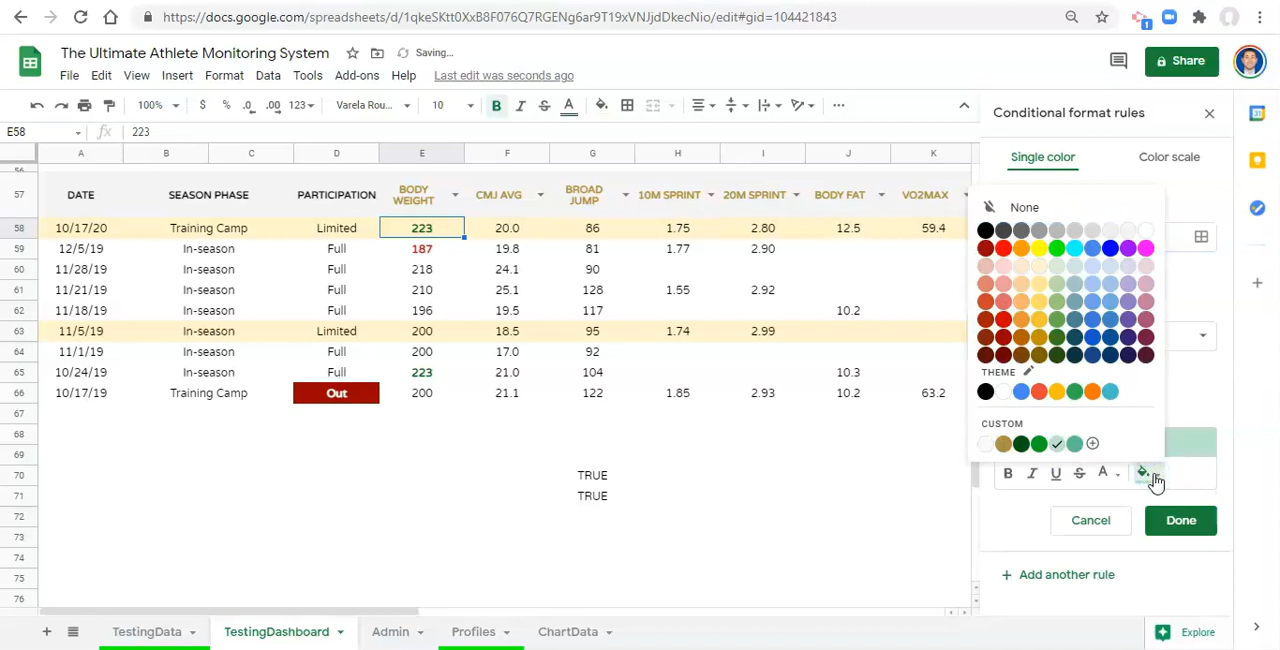 https://docs.google.com/spreadsheets/d/1qkeSKtt0XxB8F076Q7RGENg6ar9T19xVNJjdDkecNio/edit#gid=104421843
1
The Ultimate Athlete Monitoring System Saving...
File Edit View Insert Format Data Tools Add-ons Help Last edit was seconds ago
Share
100% $ % .0 .00 123 Varela Rou... 10 B I S A
Conditional format rules
E58 fx 223
Single color Color scale
A B C D E F G H I J K
56
57 DATE SEASON PHASE PARTICIPATION BODY WEIGHT CMJ AVG BROAD JUMP 10M SPRINT 20M SPRINT BODY FAT VO2MAX
58 10/17/20 Training Camp Limited 223 20.0 86 1.75 2.80 12.5 59.4
59 12/5/19 In-season Full 187 19.8 81 1.77 2.90
60 11/28/19 In-season Full 218 24.1 90
61 11/21/19 In-season Full 210 25.1 128 1.55 2.92
62 11/18/19 In-season Full 196 19.5 117 10.2
63 11/5/19 In-season Limited 200 18.5 95 1.74 2.99
64 11/1/19 In-season Full 200 17.0 92
65 10/24/19 In-season Full 223 21.0 104 10.3
66 10/17/19 Training Camp Out 200 21.1 122 1.85 2.93 10.2 63.2
67
68
69
70 TRUE
71 TRUE
72
73
74
75
76
None
THEME
CUSTOM
B I U S A
Cancel Done
+ Add another rule
31
TestingData TestingDashboard Admin Profiles ChartData
Explore